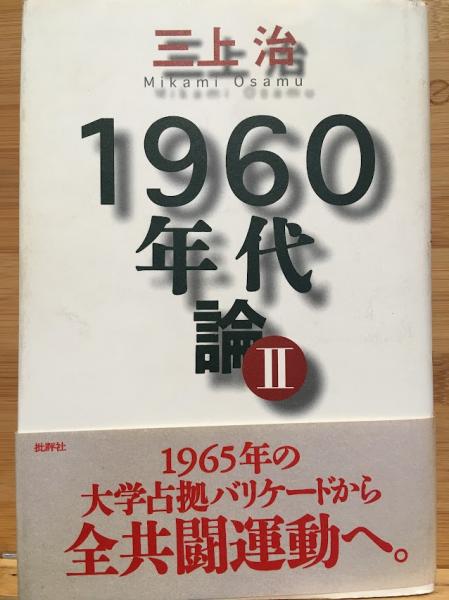 三上 治
Mikami Osamu
1960
年代
論
II
批評社
1965年の
大学占拠バリケードから
全共闘運動へ。